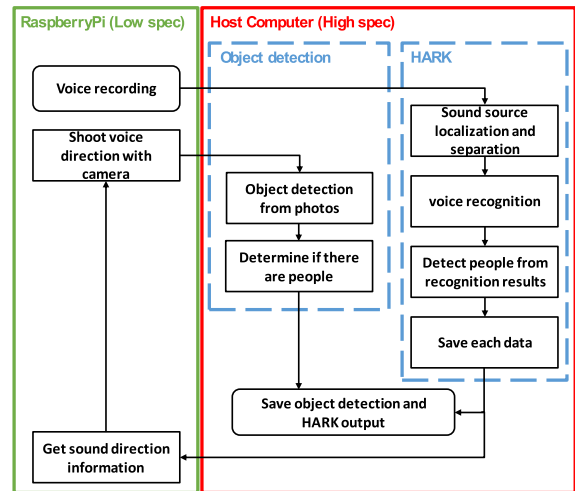 RaspberryPi (Low spec)
Host Computer (High spec)
Object detection
HARK
Voice recording
Sound source
localization and
separation
Shoot voice
direction with
camera
Object detection
from photos
voice recognition
Determine if there
are people
Detect people from
recognition results
Save each data
Save object detection and
HARK output
Get sound direction
information